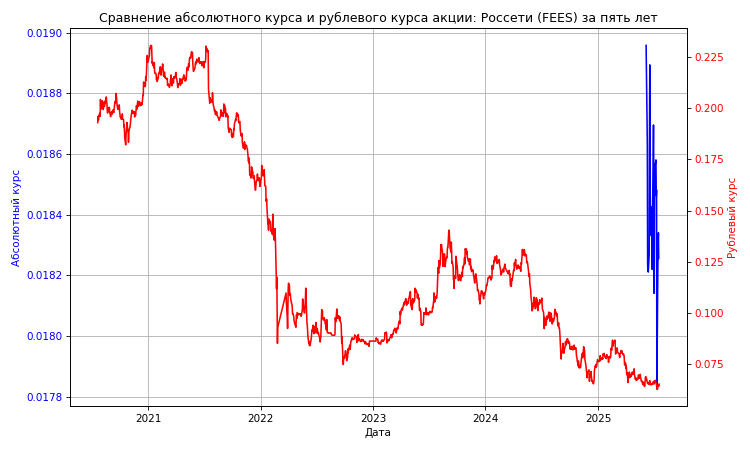 Сравнение абсолютного курса и рублевого курса акции: Россети (FEES) за пять лет
0.0190
0.0188
0.0186
0.0184
0.0182
0.0180
0.0178
Абсолютный курс
0.225
0.200
0.175
0.150
0.125
0.100
0.075
Рублевый курс
2021 2022 2023 2024 2025
Дата